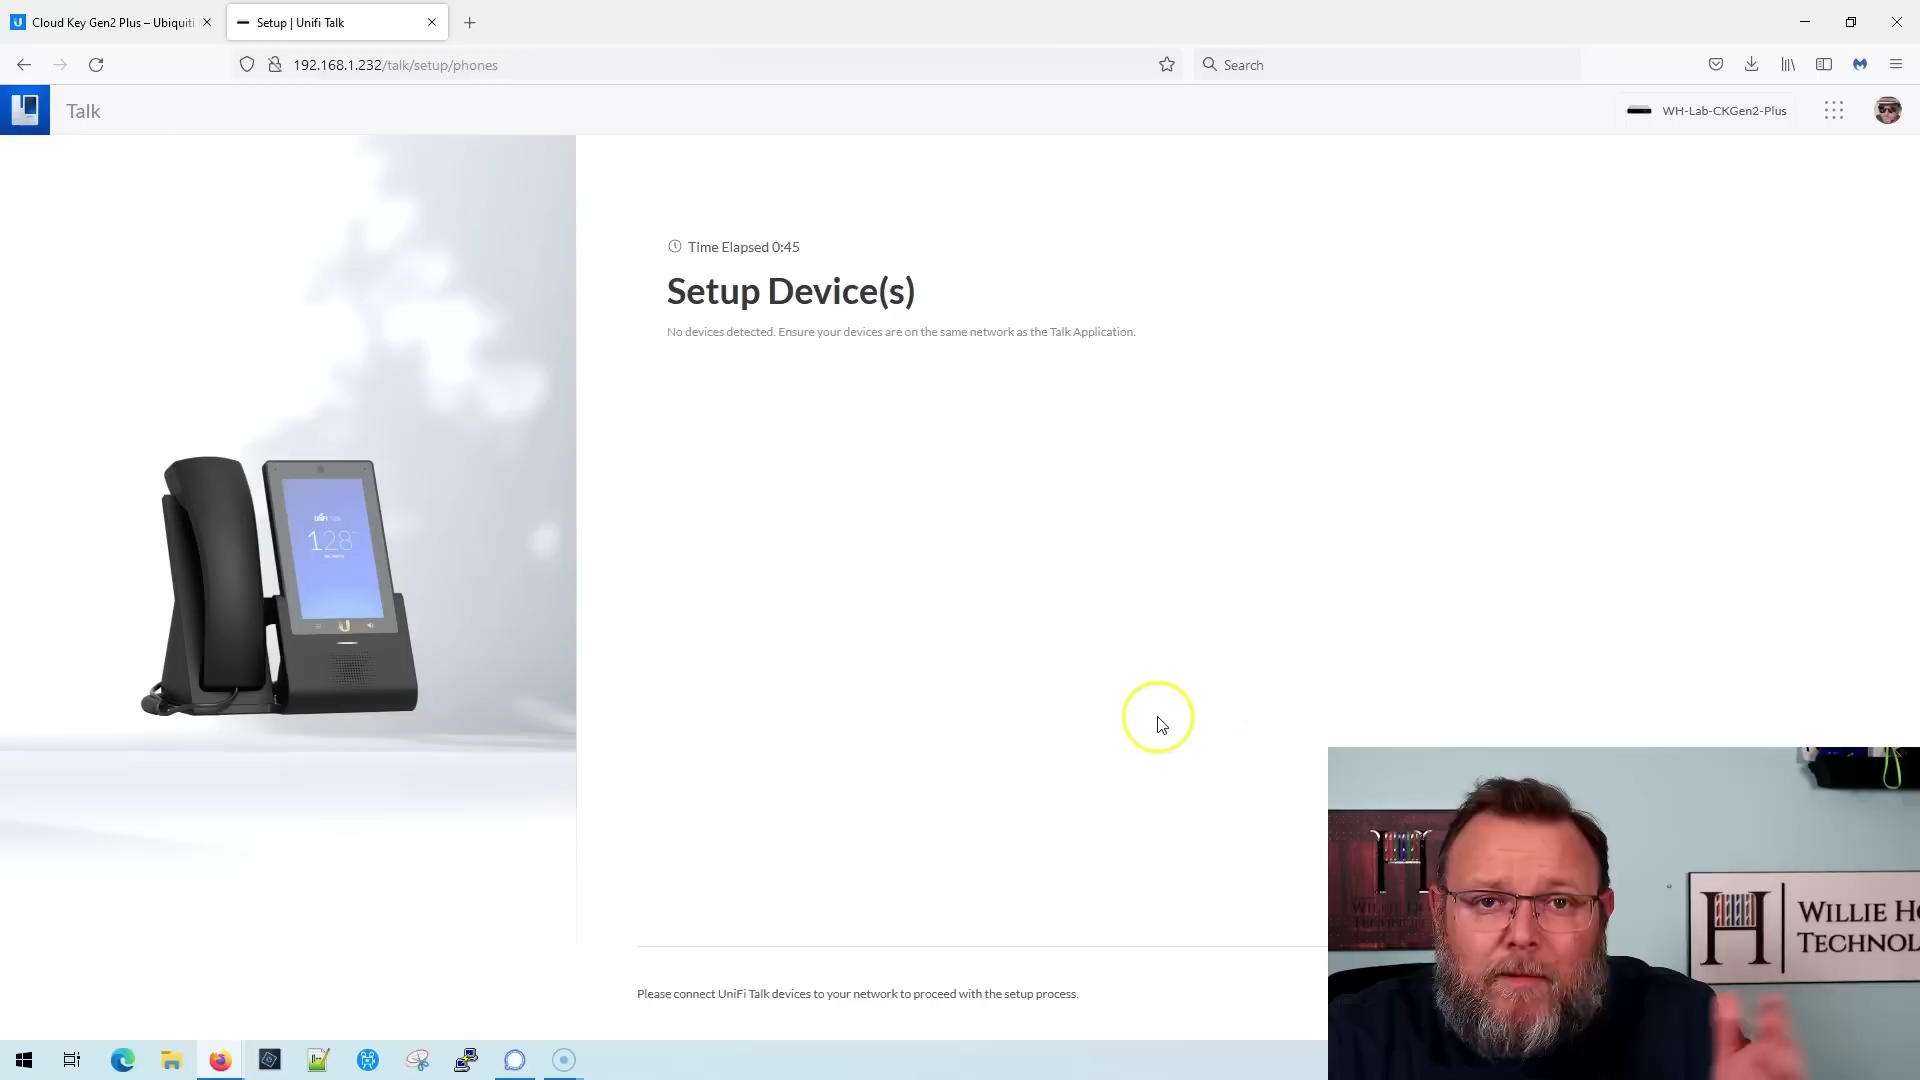 Cloud Key Gen2 Plus – Ubiquiti
Setup | Unifi Talk
192.168.1.232/talk/setup/phones
Search
Talk
WH-Lab-CKGen2-Plus
Time Elapsed 0:45
Setup Device(s)
No devices detected. Ensure your devices are on the same network as the Talk Application.
128
Please connect UniFi Talk devices to your network to proceed with the setup process.
WILLIE HO
TECHNOL